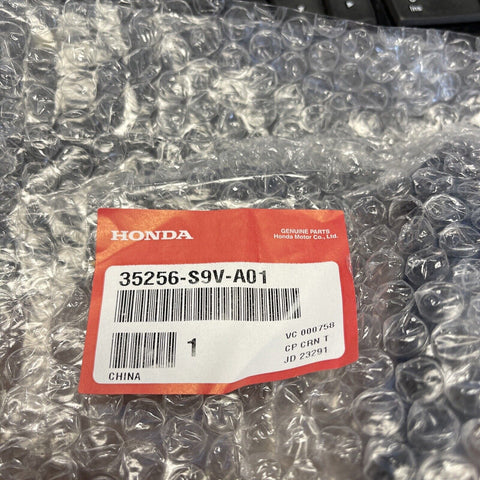 HONDA
GENUINE PARTS
Honda Motor Co., Ltd.
35256-S9V-A01
1
VC 000758
CP CRN T
JD 23291
CHINA